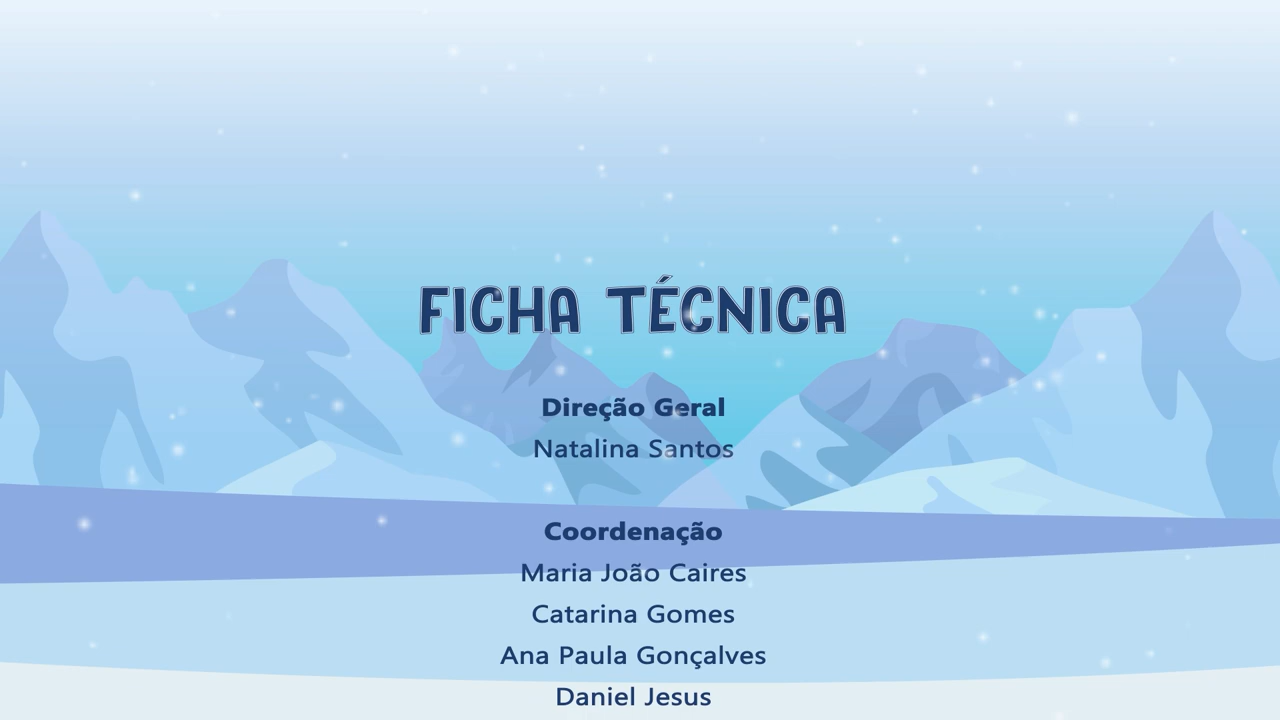 FICHA TÉCNICA
Direção Geral
Natalina Santos
Coordenação
Maria João Caires
Catarina Gomes
Ana Paula Gonçalves
Daniel Jesus